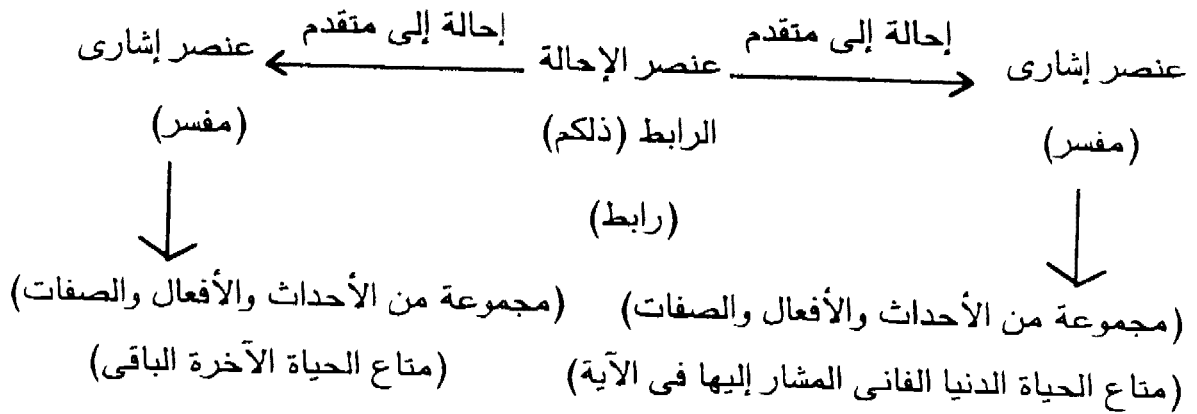 عنصر إشارى إحالة إلى متقدم عنصر الإحالة إحالة إلى متقدم عنصر إشارى
(مفسر) الرابط (ذلكم) (مفسر)
(رابط)
(مجموعة من الأحداث والأفعال والصفات) (مجموعة من الأحداث والأفعال والصفات)
(متاع الحياة الدنيا الفانى المشار إليها فى الآية) (متاع الحياة الآخرة الباقى)